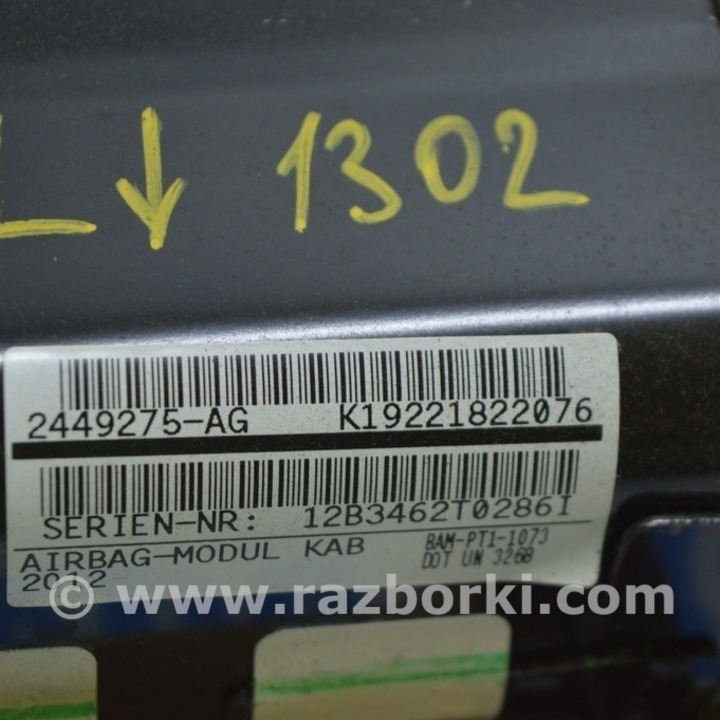 L ↓ 1302
2449275-AG K19221822076
SERIEN-NR: 12B3462T0286I
AIRBAG-MODUL KAB BAM-PT1-1073
2012 DOT UN 3268
© www.razborki.com